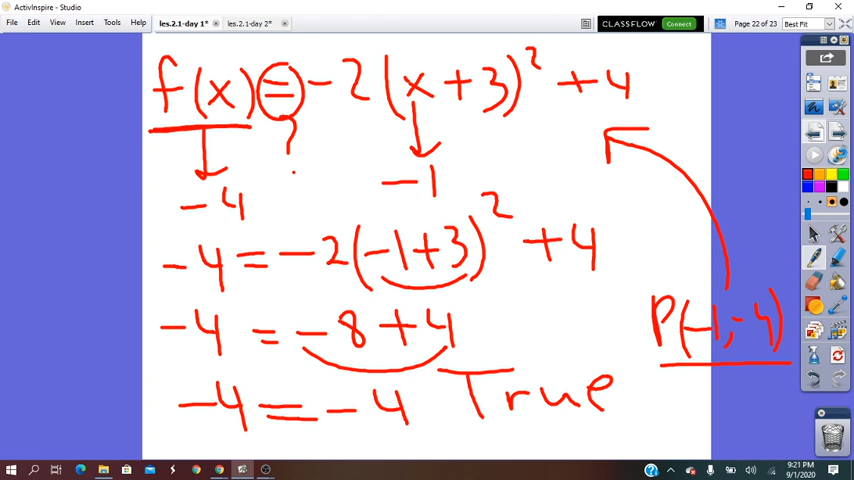 ActivInspire - Studio
File Edit View Insert Tools Help
les.2.1-day 1* les.2.1-day 2*
CLASSFLOW Page 22 of 23 Best Fit
f(x) = -2(x+3)² +4
?
-4 -1
-4 = -2(-1+3)² +4
P(-1,-4)
-4 = -8+4
-4 = -4 True
9:21 PM
9/1/2020